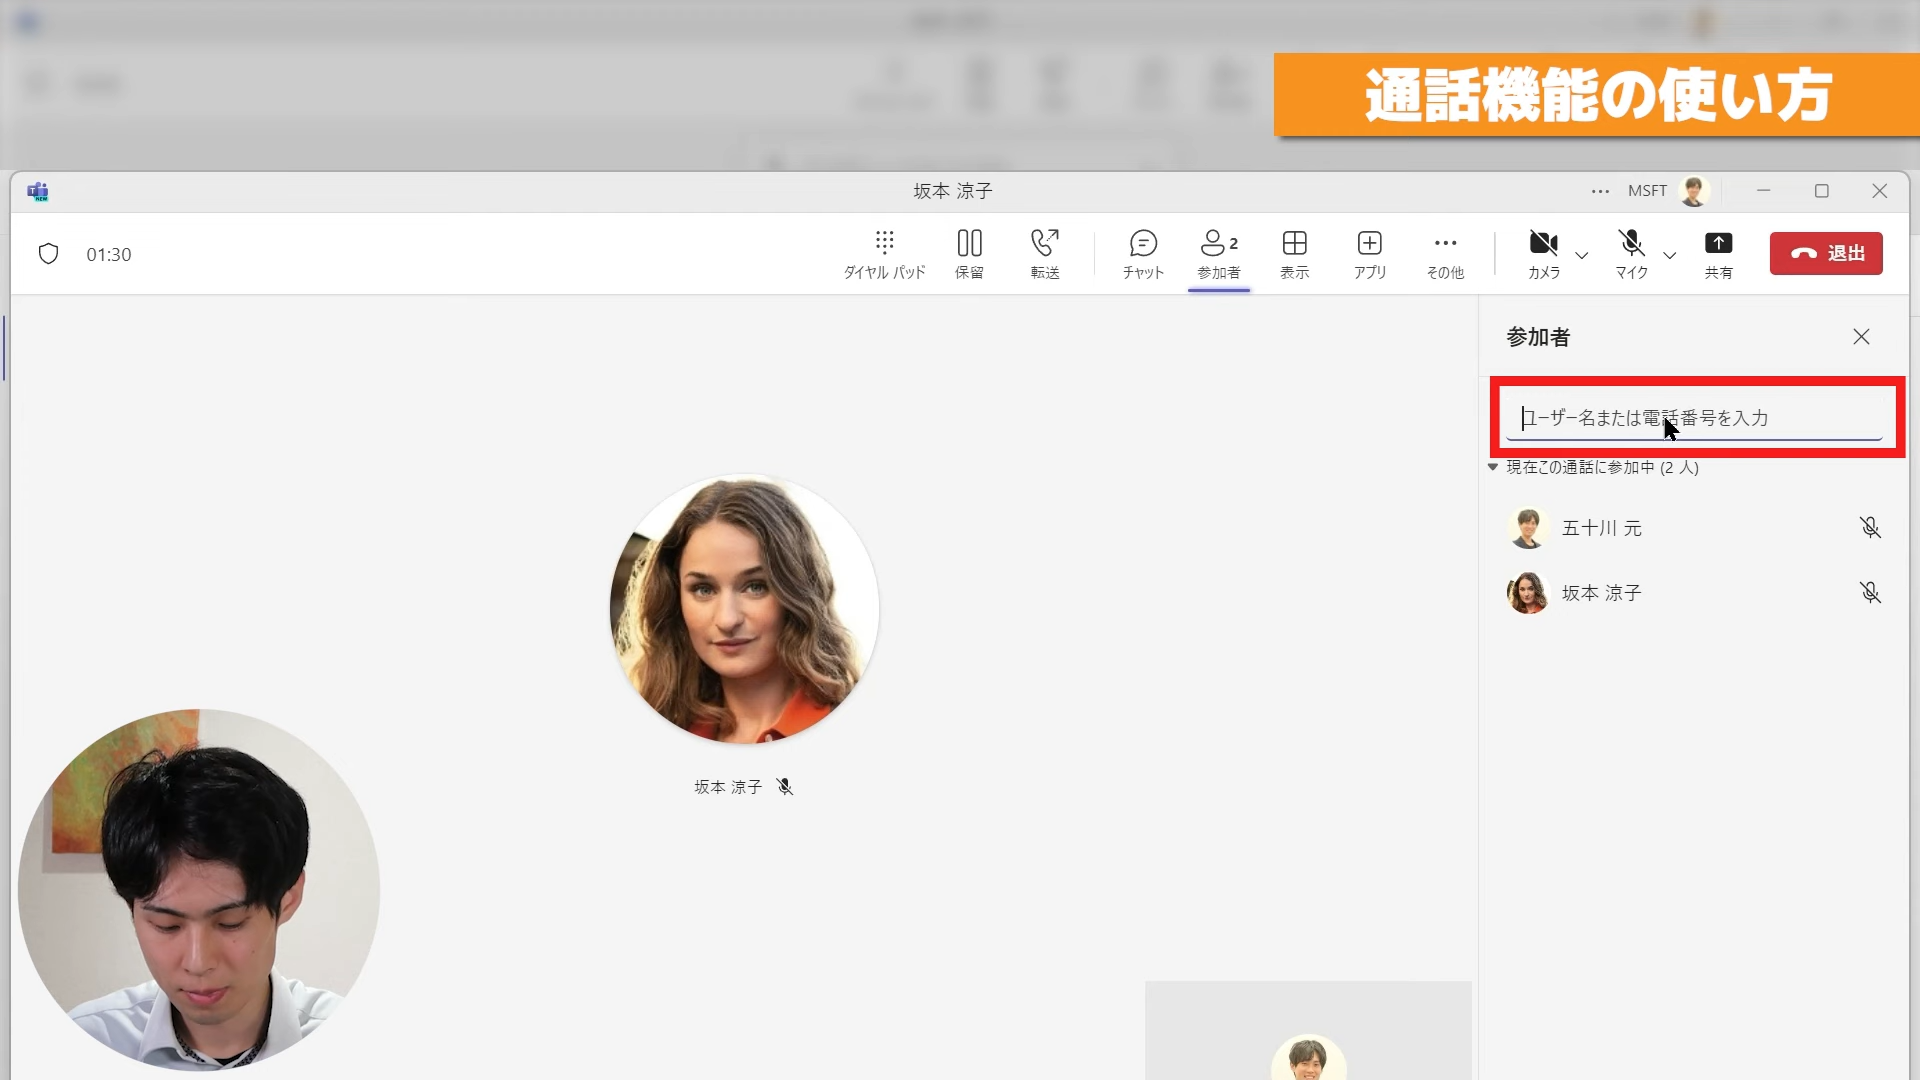 通話機能の使い方
坂本 涼子
MSFT
01:30
ダイヤル パッド
保留
転送
チャット
参加者 2
表示
アプリ
その他
カメラ
マイク
共有
退出
参加者
ユーザー名または電話番号を入力
現在この通話に参加中 (2 人)
五十川 元
坂本 涼子
坂本 涼子